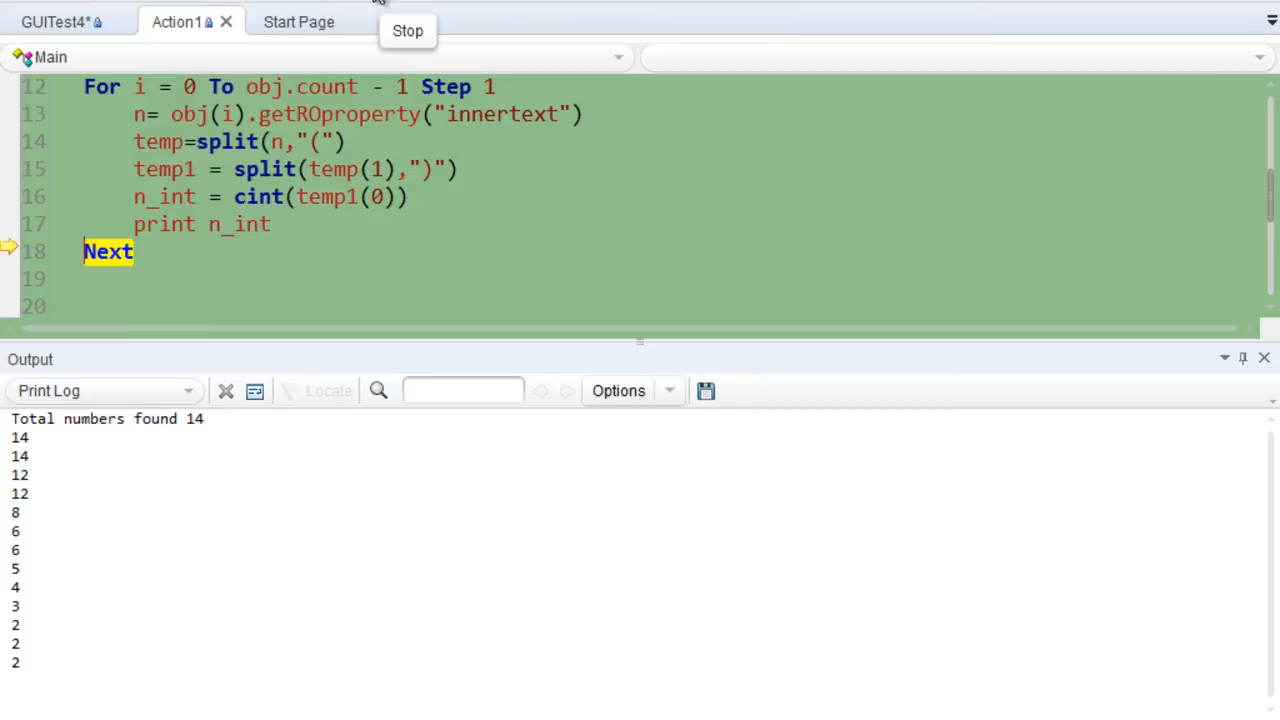 GUITest4* Action1 Start Page
Stop
Main
12 For i = 0 To obj.count - 1 Step 1
13 n= obj(i).getROproperty("innertext")
14 temp=split(n,"(")
15 temp1 = split(temp(1),")")
16 n_int = cint(temp1(0))
17 print n_int
18 Next
19
20
Output
Print Log Locate Options
Total numbers found 14
14
14
12
12
8
6
6
5
4
3
2
2
2